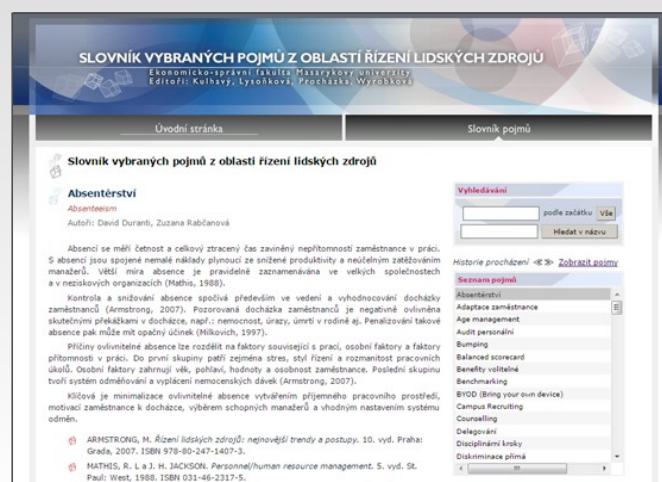 SLOVNÍK VYBRANÝCH POJMŮ Z OBLASTÍ ŘÍZENÍ LIDSKÝCH ZDROJŮ
Ekonomicko-správní fakulta Masarykovy univerzity
Editoři: Kulhavý, Lysoňková, Procházka, Wyrobková
Úvodní stránka
Slovník pojmů
Slovník vybraných pojmů z oblasti řízení lidských zdrojů
Absentérství
Absenteeism
Autoři: David Duranti, Zuzana Rabčanová
Absencí se měří četnost a celkový ztracený čas zaviněný nepřítomností zaměstnance v práci.
S absencí jsou spojené nemalé náklady plynoucí ze snížené produktivity a neúčelným zatěžováním
manažerů. Větší míra absence je pravidelně zaznamenávána ve velkých společnostech
a v neziskových organizacích (Mathis, 1988).
Kontrola a snižování absence spočívá především ve vedení a vyhodnocování docházky
zaměstnanců (Armstrong, 2007). Pozorovaná docházka zaměstnanců je negativně ovlivněna
skutečnými překážkami v docházce, např.: nemocnost, úrazy, úmrtí v rodině aj. Penalizování takové
absence pak může mít opačný účinek (Milkovich, 1997).
Příčiny ovlivnitelné absence lze rozdělit na faktory související s prací, osobní faktory a faktory
přítomnosti v práci. Do první skupiny patří zejména stres, styl řízení a rozmanitost pracovních
úkolů. Osobní faktory zahrnují věk, pohlaví, hodnoty a osobnost zaměstnance. Poslední skupinu
tvoří systém odměňování a vyplácení nemocenských dávek (Armstrong, 2007).
Klíčová je minimalizace ovlivnitelné absence vytvářením příjemného pracovního prostředí,
motivací zaměstnance k docházce, výběrem schopných manažerů a vhodným nastavením systému
odměn.
ARMSTRONG, M. Řízení lidských zdrojů: nejnovější trendy a postupy. 10. vyd. Praha:
Grada, 2007. ISBN 978-80-247-1407-3.
MATHIS, R. L a J. H. JACKSON. Personnel/human resource management. 5. vyd. St.
Paul: West, 1988. ISBN 031-46-2317-5.
Vyhledávání
podle začátku Vše
Hledat v názvu
Historie procházení <> Zobrazit pojmy
Seznam pojmů
Absentérství
Adaptace zaměstnance
Age management
Audit personální
Bumping
Balanced scorecard
Benefity volitelné
Benchmarking
BYOD (Bring your own device)
Campus Recruiting
Counselling
Delegování
Disciplinární kroky
Diskriminace přímá